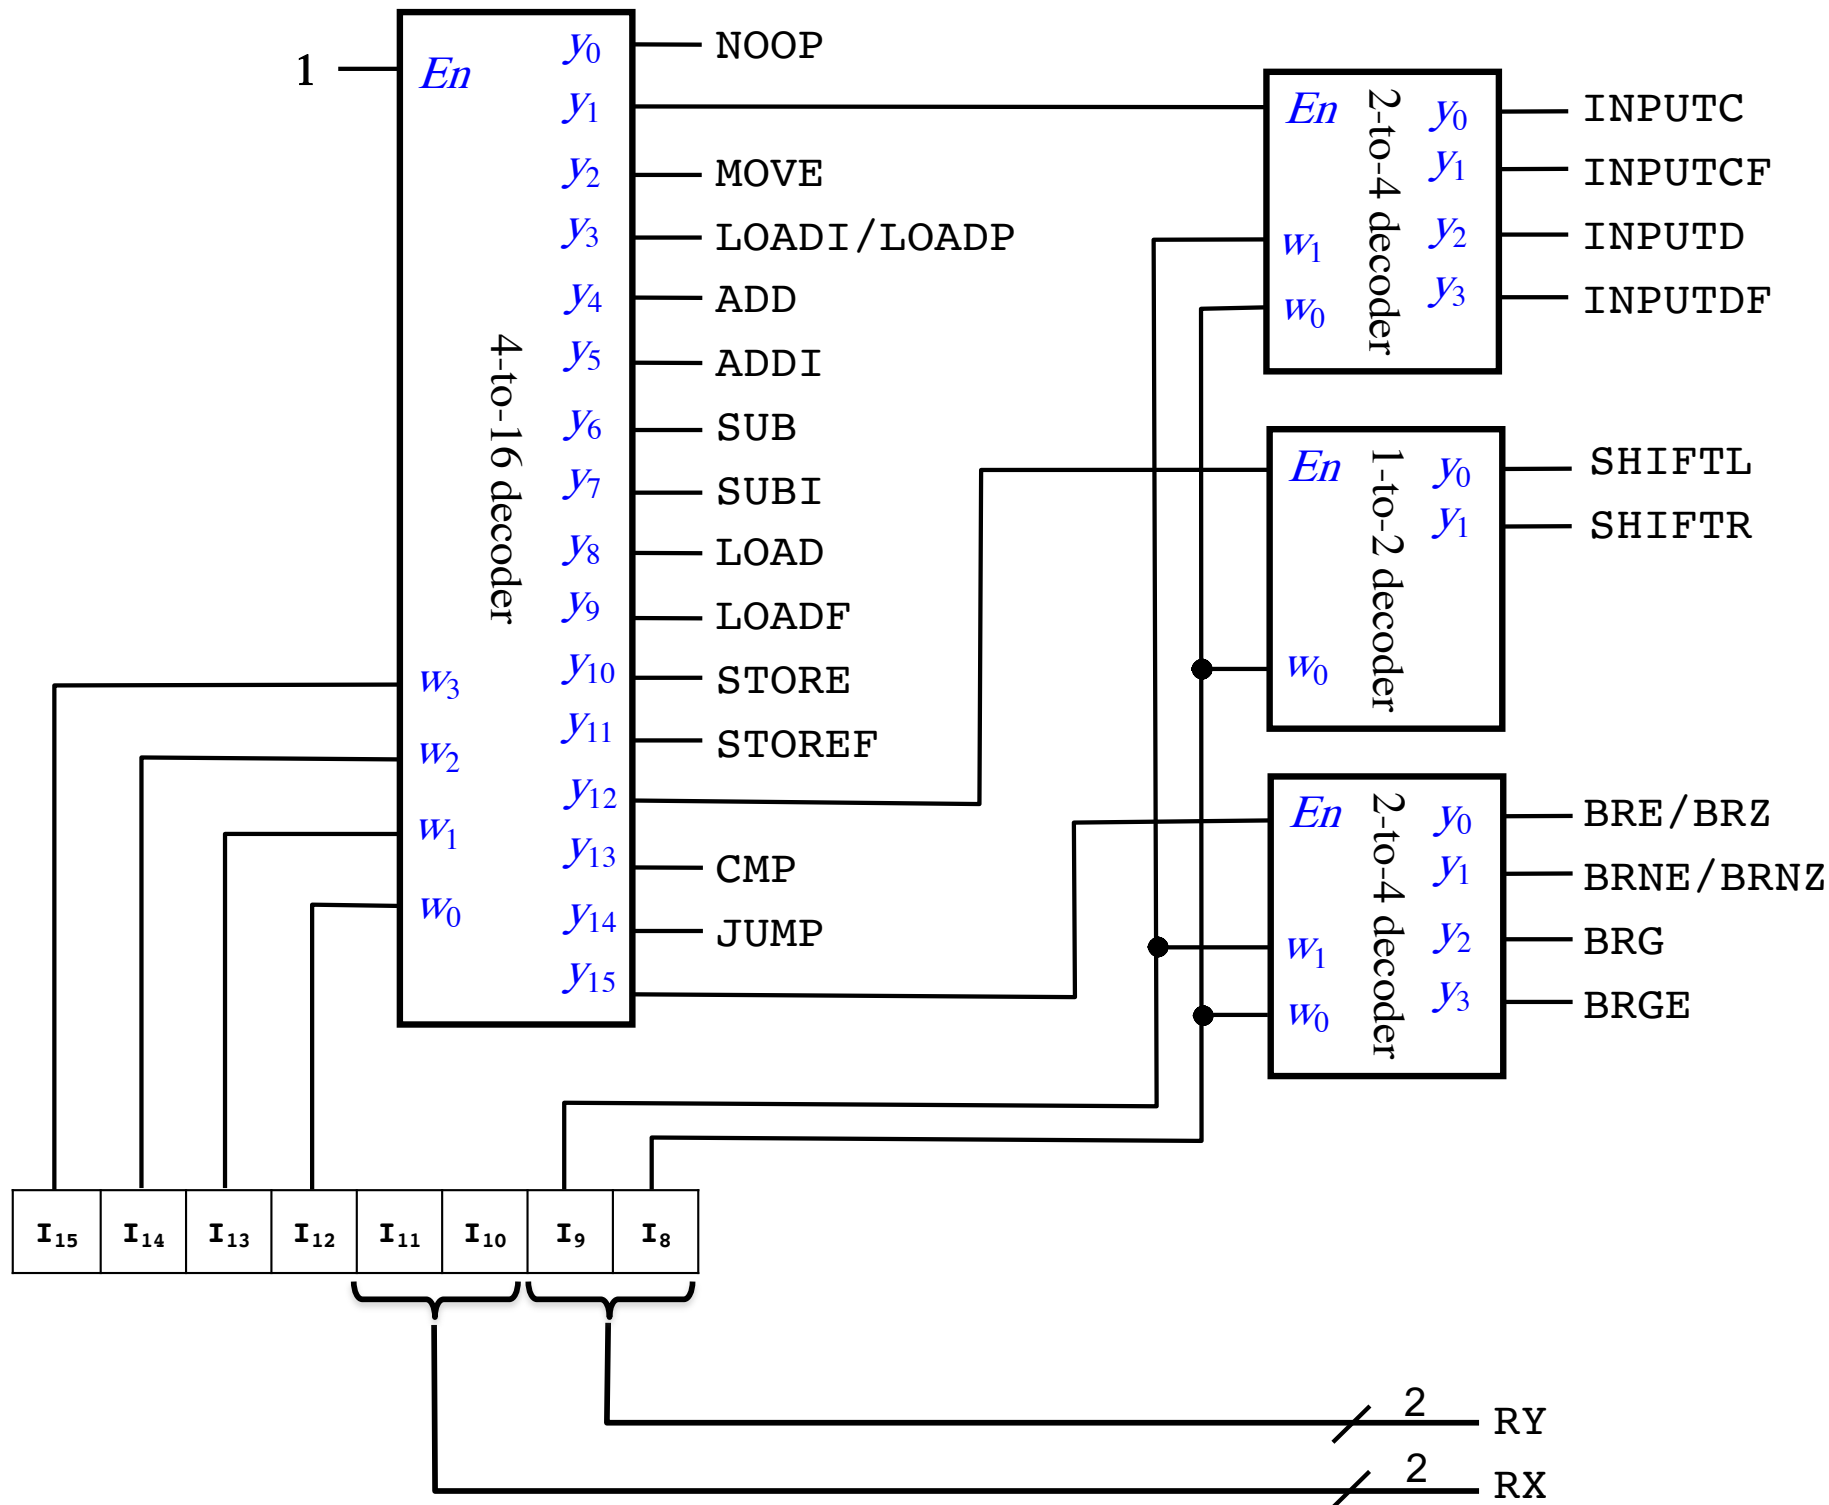 1
En
4-to-16 decoder
w3
w2
w1
w0
y0 NOOP
y1
y2 MOVE
y3 LOADI/LOADP
y4 ADD
y5 ADDI
y6 SUB
y7 SUBI
y8 LOAD
y9 LOADF
y10 STORE
y11 STOREF
y12
y13 CMP
y14 JUMP
y15
En
2-to-4 decoder
w1
w0
y0 INPUTC
y1 INPUTCF
y2 INPUTD
y3 INPUTDF
En
1-to-2 decoder
w0
y0 SHIFTL
y1 SHIFTR
En
2-to-4 decoder
w1
w0
y0 BRE/BRZ
y1 BRNE/BRNZ
y2 BRG
y3 BRGE
I15 I14 I13 I12 I11 I10 I9 I8
2 RY
2 RX